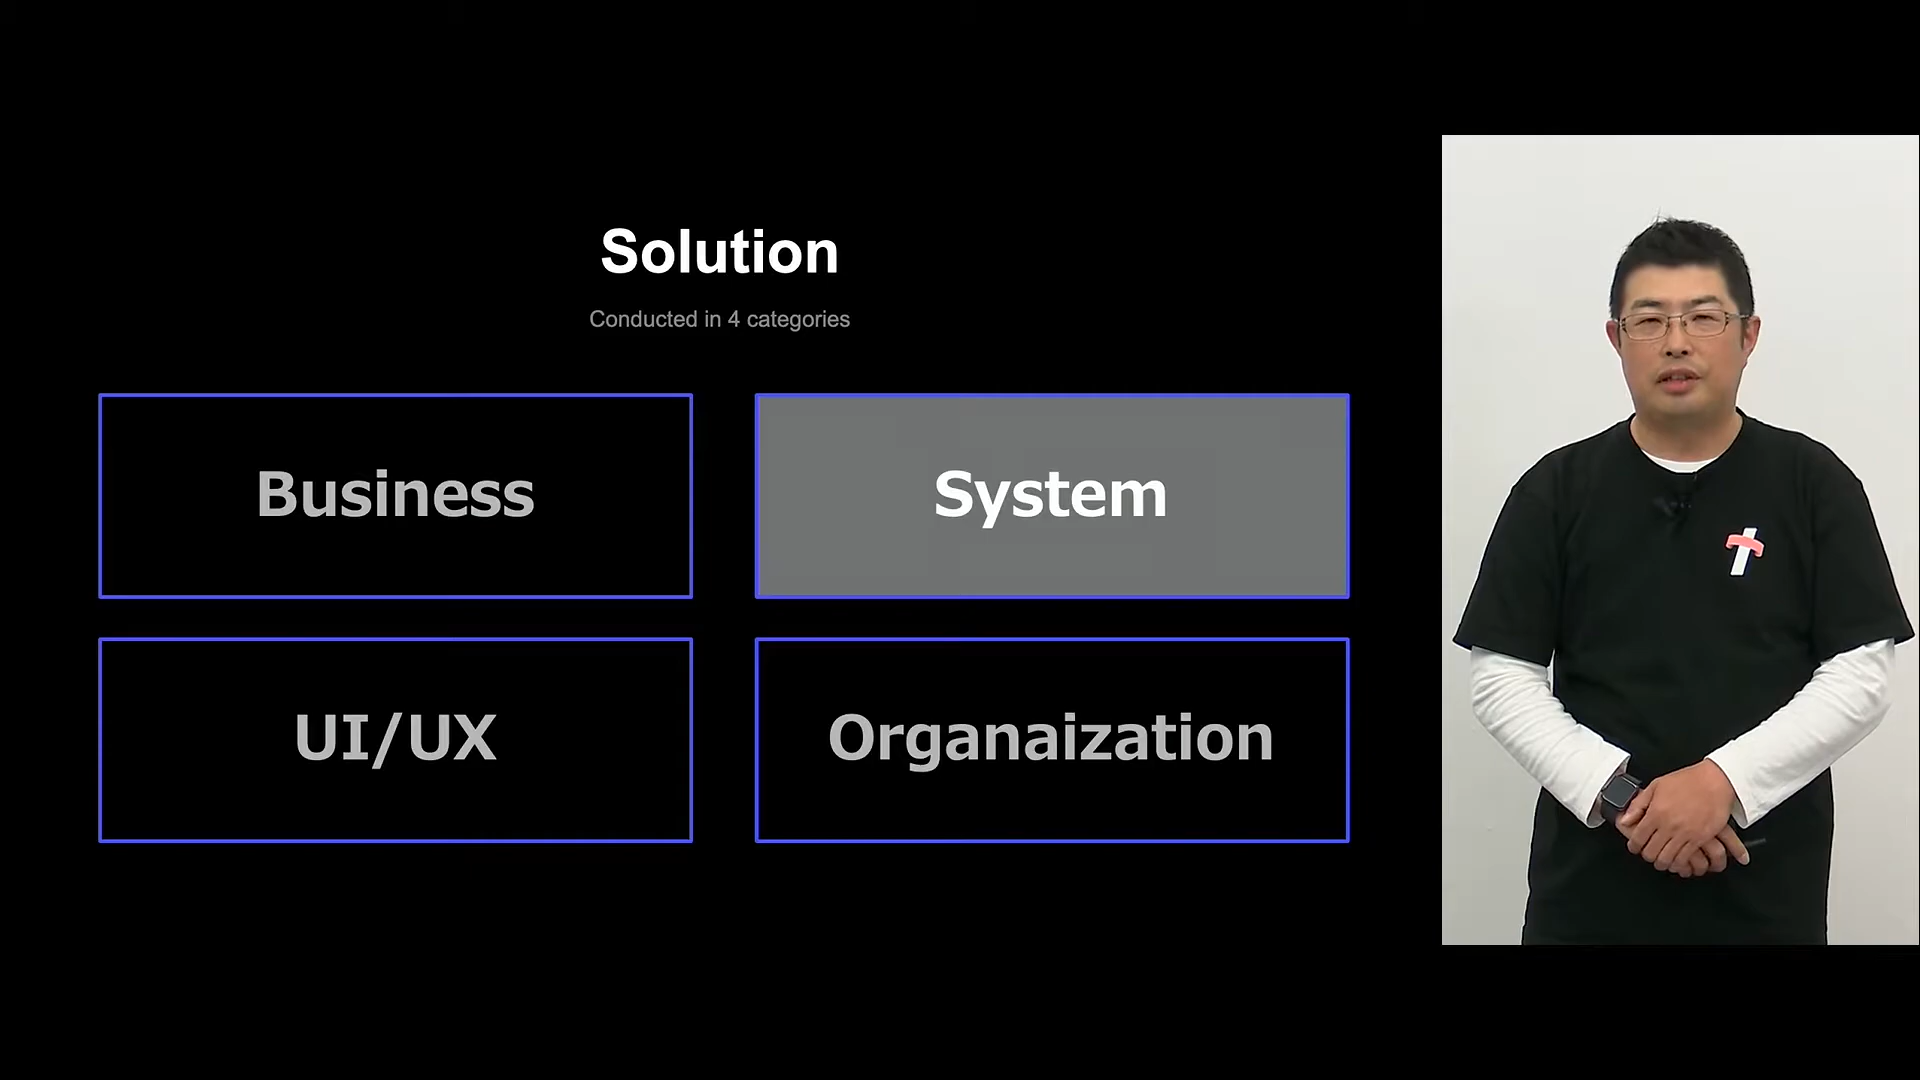 Solution
Conducted in 4 categories
Business
System
UI/UX
Organaization